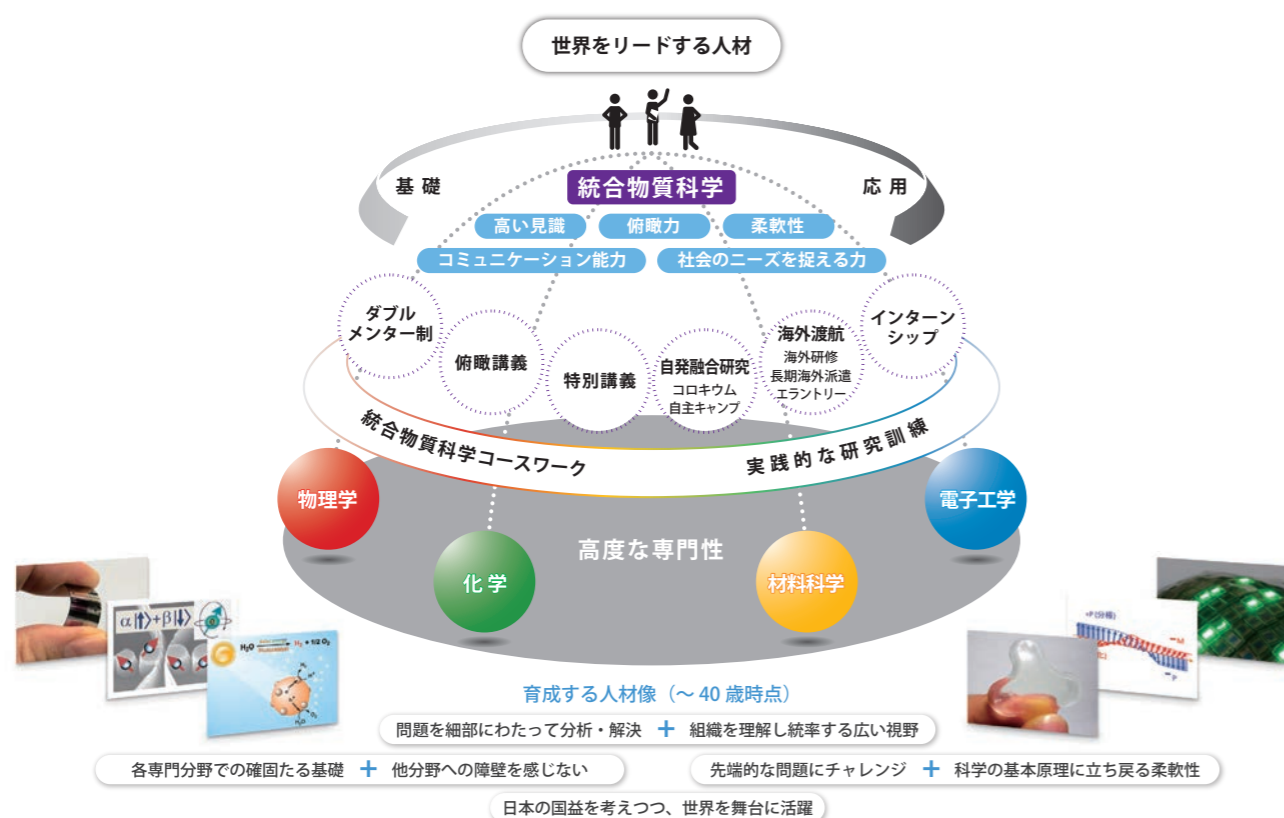 世界をリードする人材
基礎
統合物質科学
応用
高い見識
俯瞰力
柔軟性
コミュニケーション能力
社会のニーズを捉える力
ダブル
メンター制
俯瞰講義
特別講義
自発融合研究
コロキウム
自主キャンプ
海外渡航
海外研修
長期海外派遣
エラントリー
インターン
シップ
統合物質科学コースワーク
実践的な研究訓練
物理学
化学
高度な専門性
材料科学
電子工学
α|↑⟩+β|↓⟩
H₂O
H₂ + 1/2 O₂
+P(分極)
M
P
育成する人材像(〜 40 歳時点)
問題を細部にわたって分析・解決 + 組織を理解し統率する広い視野
各専門分野での確固たる基礎 + 他分野への障壁を感じない
先端的な問題にチャレンジ + 科学の基本原理に立ち戻る柔軟性
日本の国益を考えつつ、世界を舞台に活躍